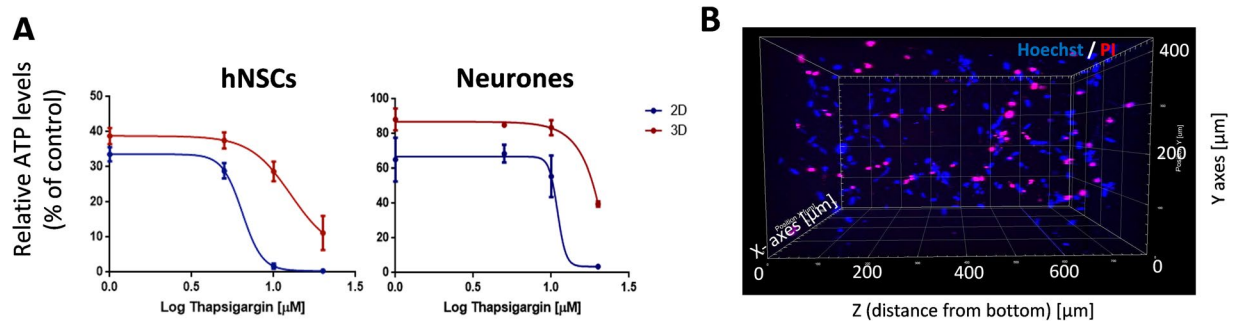 A
hNSCs
Neurones
Relative ATP levels
(% of control)
50
40
30
20
10
0
0.0
0.5
1.0
1.5
Log Thapsigargin [µM]
100
80
60
40
20
0
0.0
0.5
1.0
1.5
Log Thapsigargin [µM]
2D
3D
B
Hoechst / PI
400
200
0
Y axes [µm]
X- axes [µm]
0
200
400
600
Z (distance from bottom) [µm]